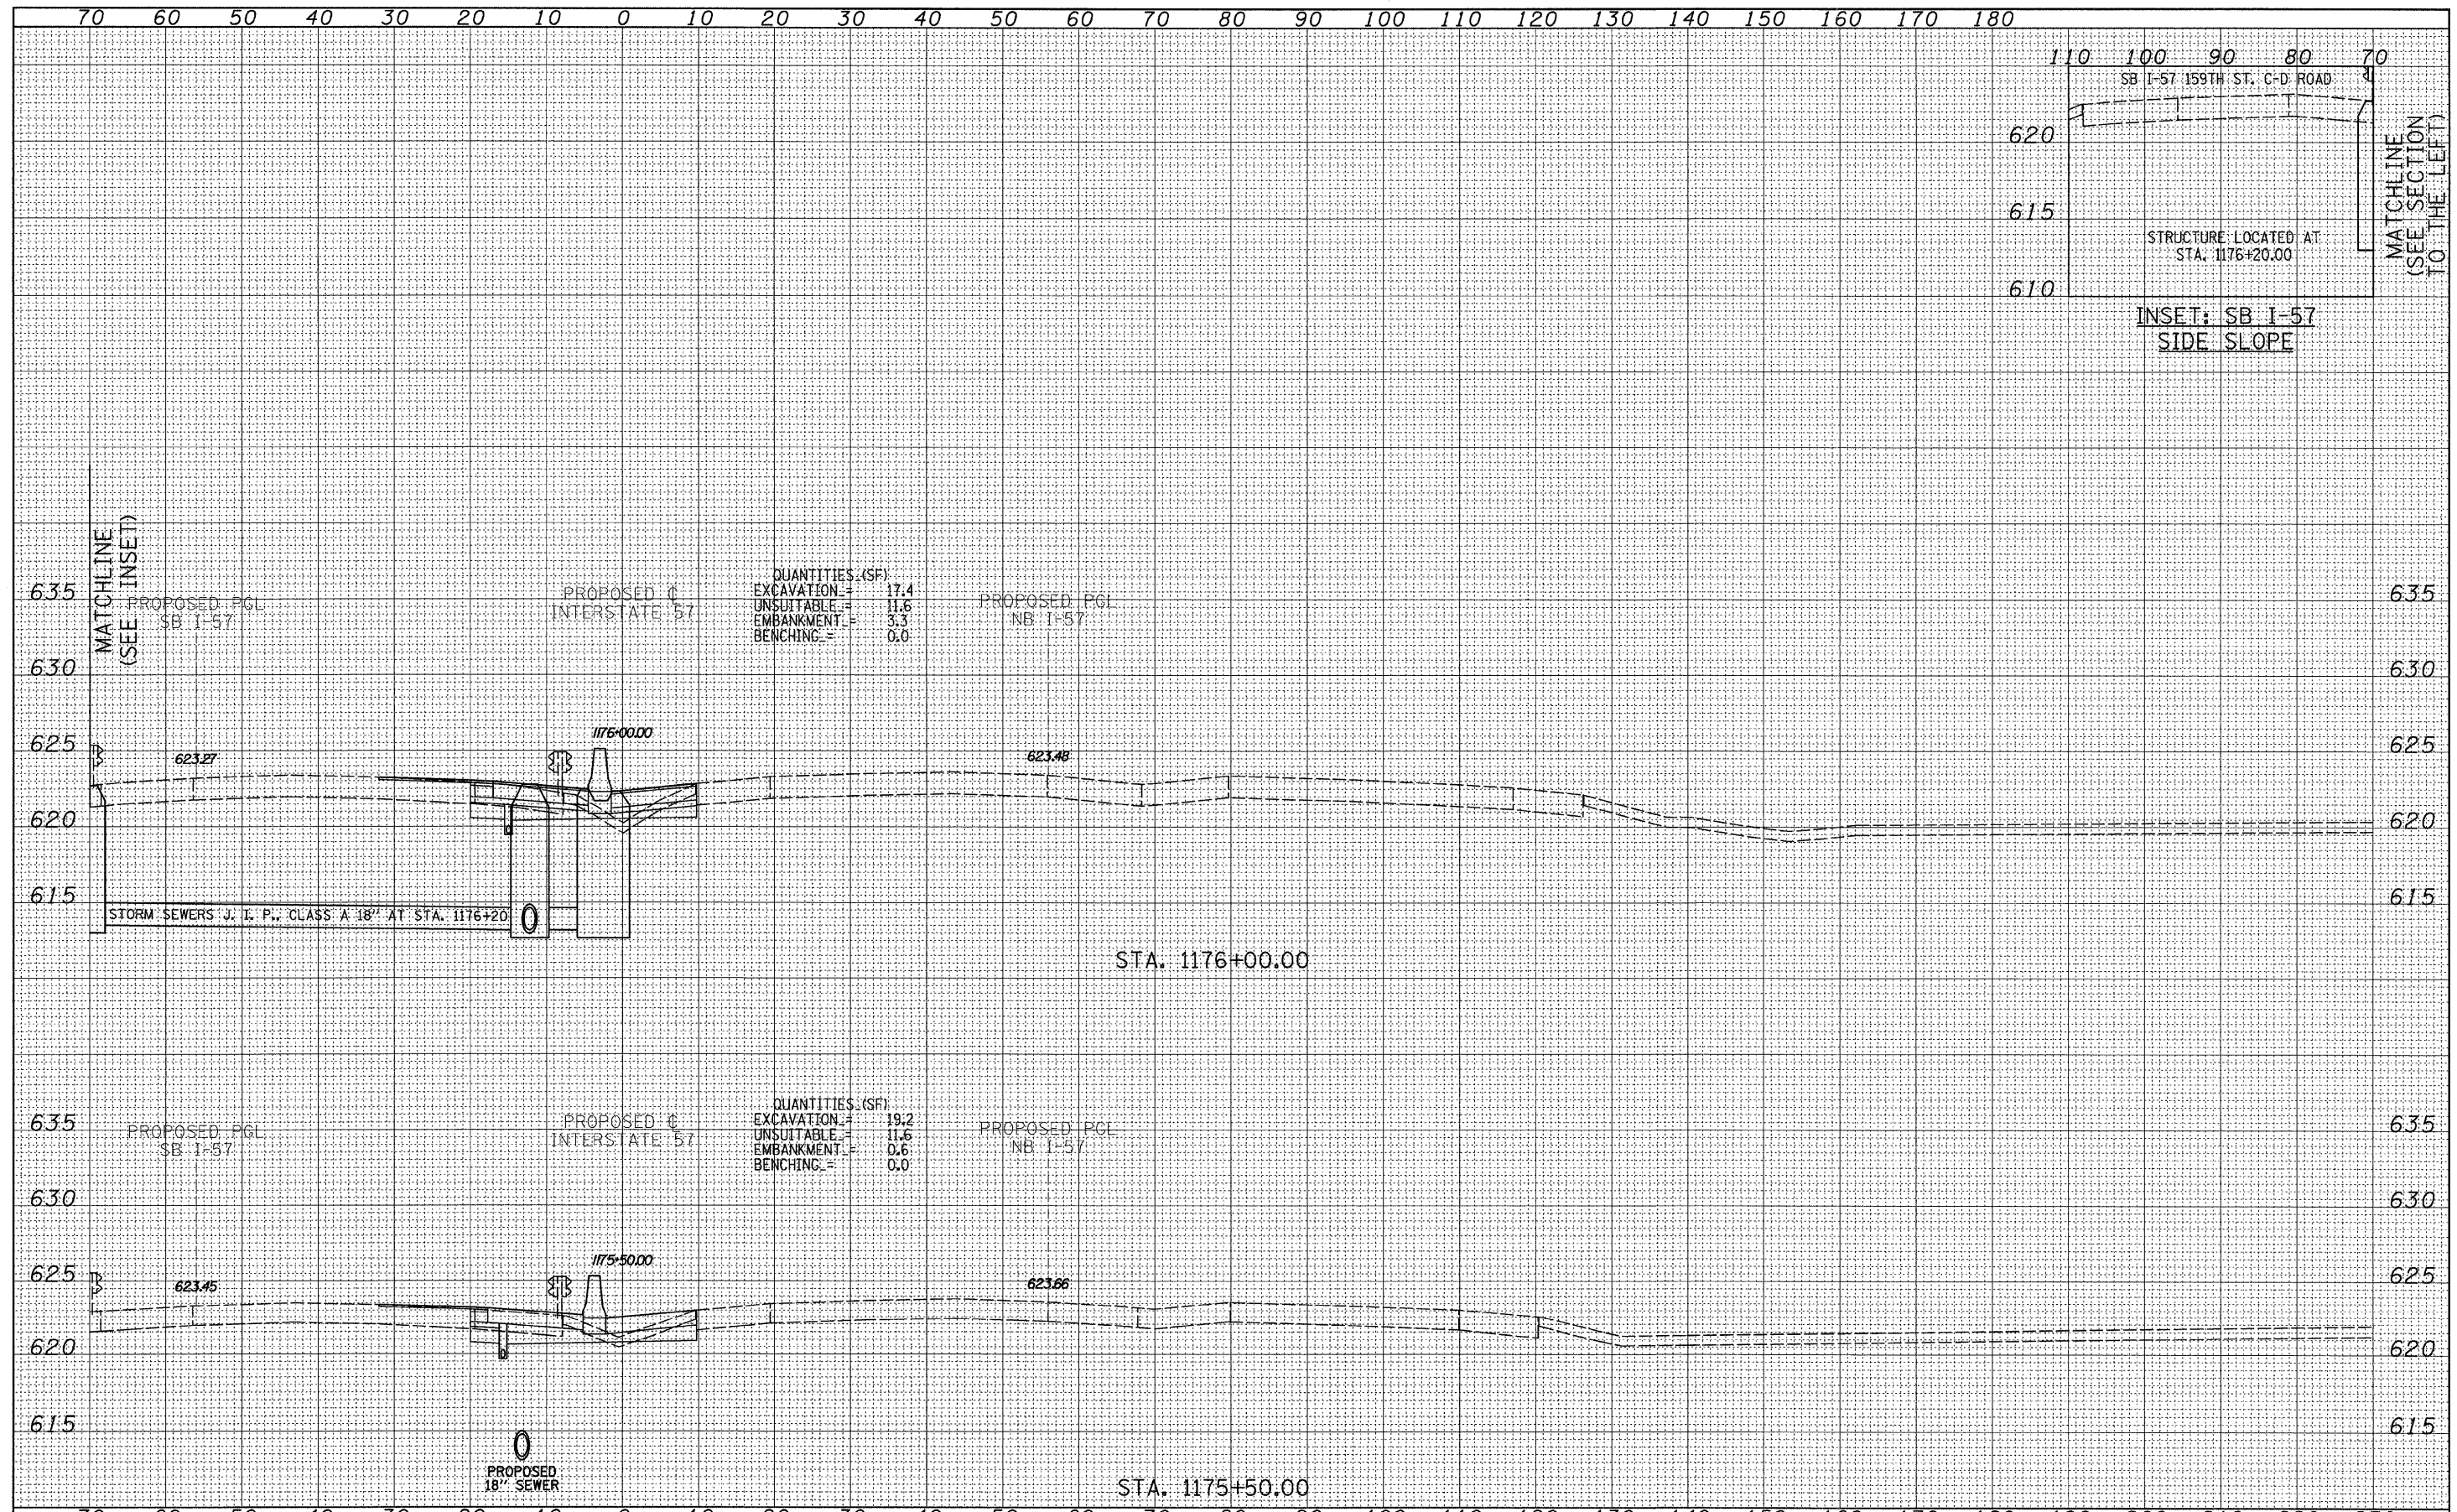 70 60 50 40 30 20 10 0 10 20 30 40 50 60 70 80 90 100 110 120 130 140 150 160 170 180
110 100 90 80 70
SB I-57 159TH ST. C-D ROAD
620
615
610
STRUCTURE LOCATED AT
STA. 1176+20.00
MATCHLINE
(SEE SECTION
TO THE LEFT)
INSET: SB I-57
SIDE SLOPE
MATCHLINE
(SEE INSET)
635
630
625
620
615
PROPOSED PGL
SB I-57
PROPOSED ℄
INTERSTATE 57
QUANTITIES (SF)
EXCAVATION = 17.4
UNSUITABLE = 11.6
EMBANKMENT = 3.3
BENCHING = 0.0
PROPOSED PGL
NB I-57
635
630
625
620
615
623.27
1176+00.00
623.48
STORM SEWERS J. I. P., CLASS A 18" AT STA. 1176+20
STA. 1176+00.00
635
630
625
620
615
PROPOSED PGL
SB I-57
PROPOSED ℄
INTERSTATE 57
QUANTITIES (SF)
EXCAVATION = 19.2
UNSUITABLE = 11.6
EMBANKMENT = 0.6
BENCHING = 0.0
PROPOSED PGL
NB I-57
635
630
625
620
615
623.45
1175+50.00
623.66
PROPOSED
18" SEWER
STA. 1175+50.00